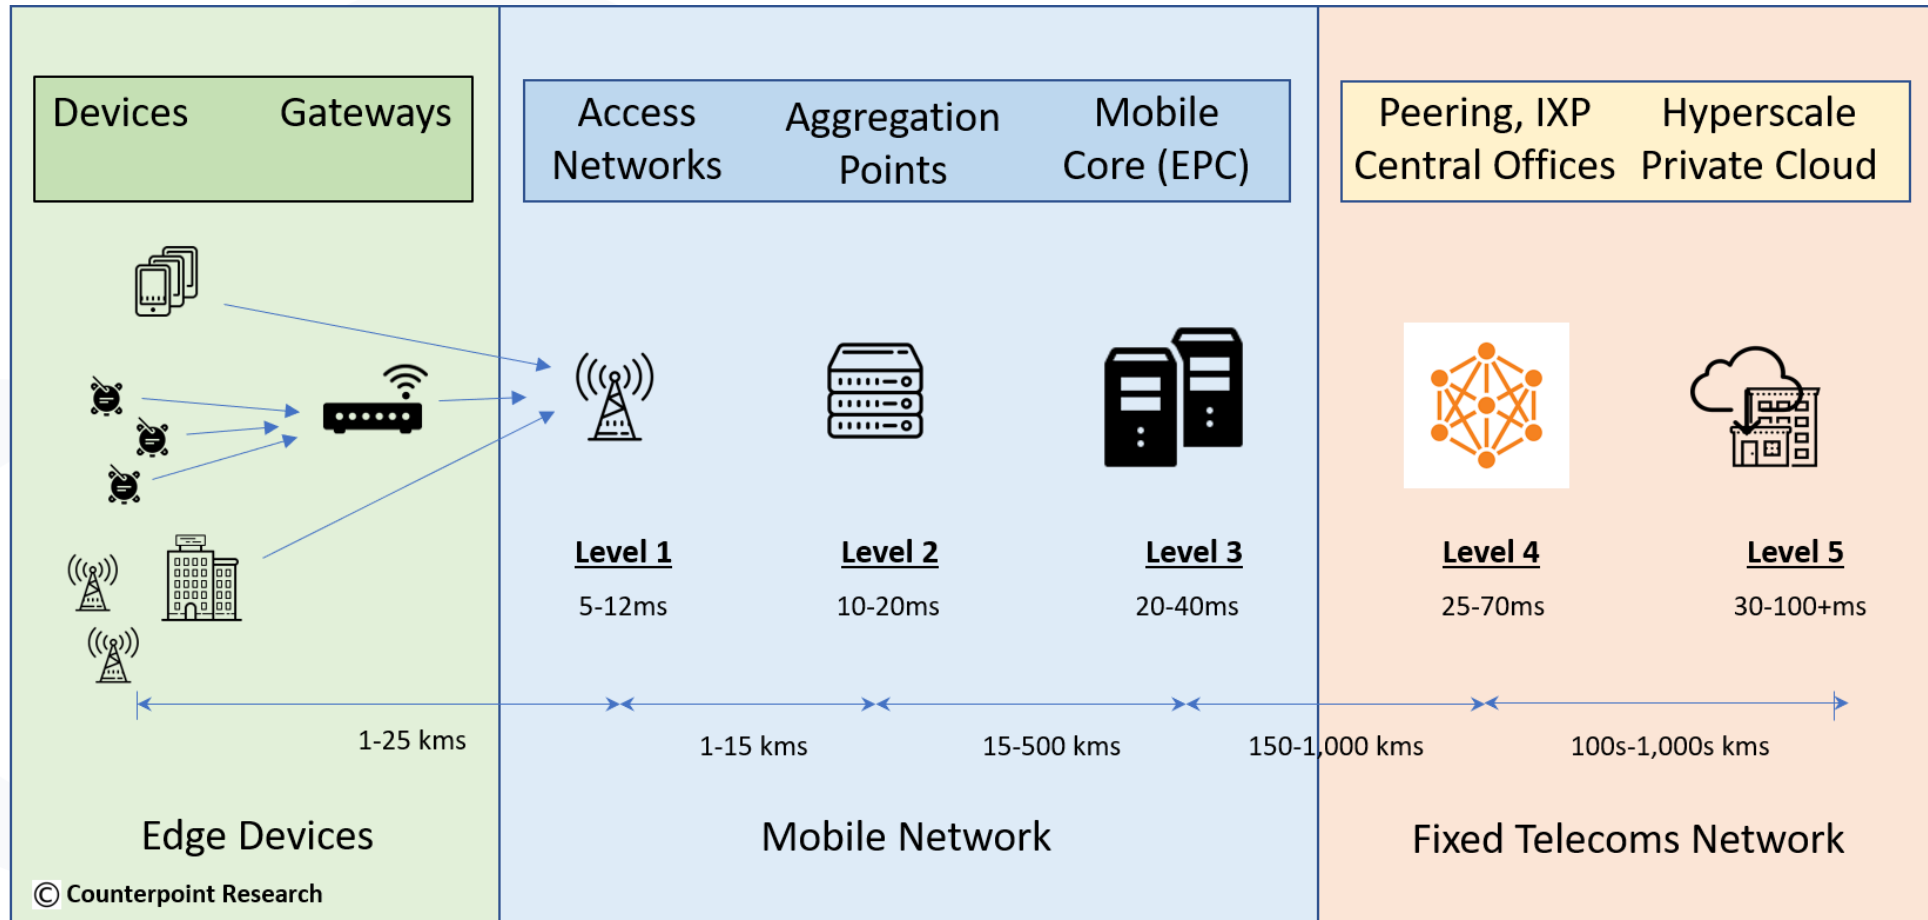 Devices
Gateways
Access
Networks
Aggregation
Points
Mobile
Core (EPC)
Peering, IXP
Central Offices
Hyperscale
Private Cloud
Level 1
5-12ms
Level 2
10-20ms
Level 3
20-40ms
Level 4
25-70ms
Level 5
30-100+ms
1-25 kms
1-15 kms
15-500 kms
150-1,000 kms
100s-1,000s kms
Edge Devices
Mobile Network
Fixed Telecoms Network
© Counterpoint Research